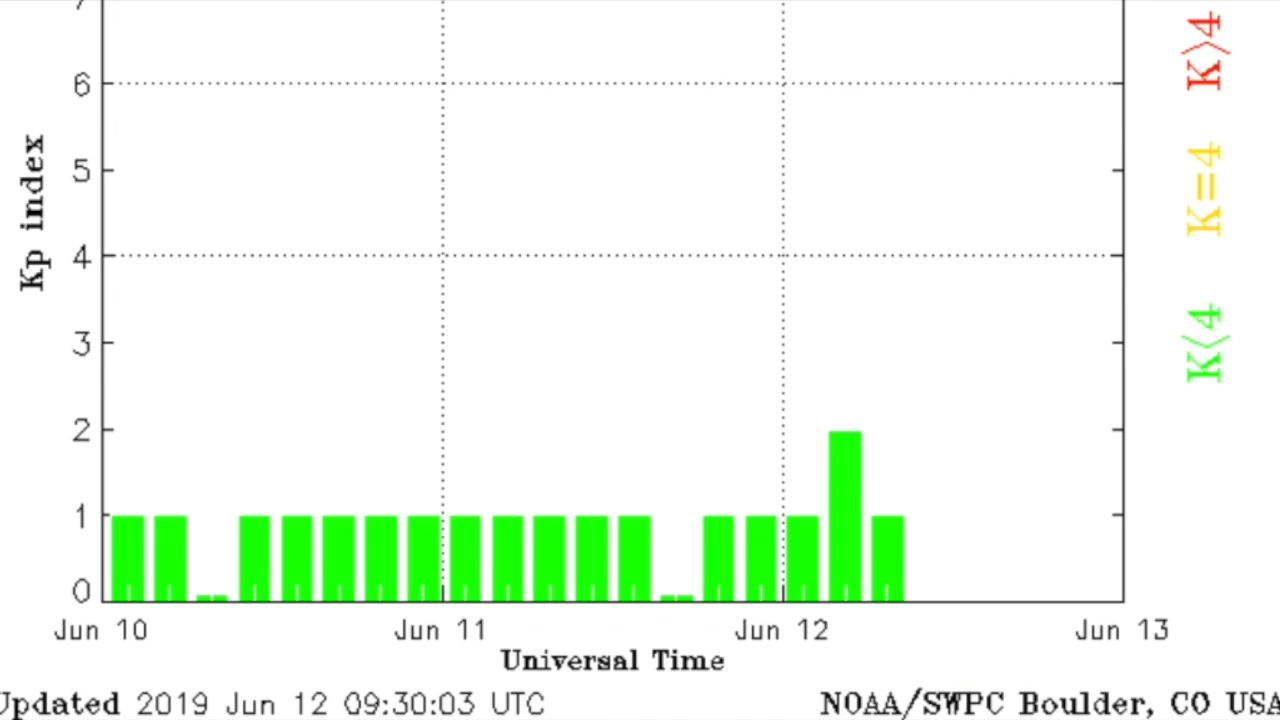 7
6
5
4
3
2
1
0
Kp index
K>4
K=4
K<4
Jun 10 Jun 11 Jun 12 Jun 13
Universal Time
Updated 2019 Jun 12 09:30:03 UTC NOAA/SWPC Boulder, CO USA